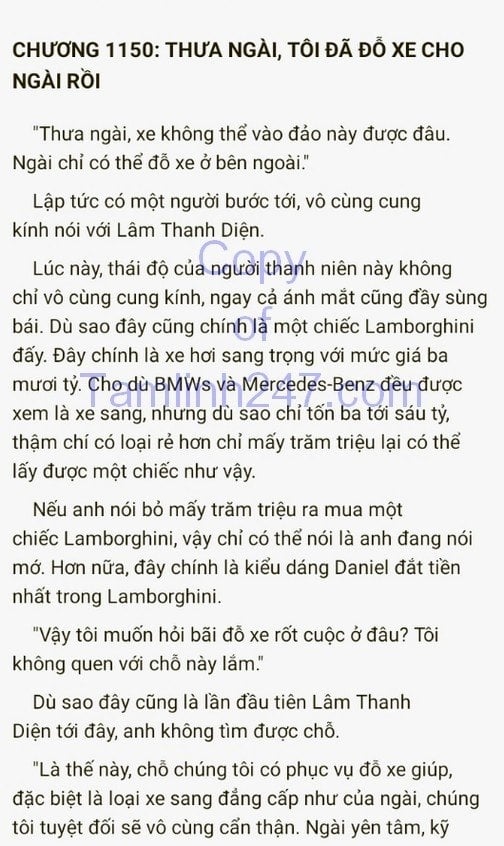 CHƯƠNG 1150: THƯA NGÀI, TÔI ĐÃ ĐỖ XE CHO
NGÀI RỒI
"Thưa ngài, xe không thể vào đảo này được đâu.
Ngài chỉ có thể đỗ xe ở bên ngoài."
Lập tức có một người bước tới, vô cùng cung
kính nói với Lâm Thanh Diện.
Lúc này, thái độ của người thanh niên này không
chỉ vô cùng cung kính, ngay cả ánh mắt cũng đầy sùng
bái. Dù sao đây cũng chính là một chiếc Lamborghini
đấy. Đây chính là xe hơi sang trọng với mức giá ba
mươi tỷ. Cho dù BMWs và Mercedes-Benz đều được
xem là xe sang, nhưng dù sao chỉ tốn ba tới sáu tỷ,
thậm chí có loại rẻ hơn chỉ mấy trăm triệu lại có thể
lấy được một chiếc như vậy.
Nếu anh nói bỏ mấy trăm triệu ra mua một
chiếc Lamborghini, vậy chỉ có thể nói là anh đang nói
mớ. Hơn nữa, đây chính là kiểu dáng Daniel đắt tiền
nhất trong Lamborghini.
"Vậy tôi muốn hỏi bãi đỗ xe rốt cuộc ở đâu? Tôi
không quen với chỗ này lắm."
Dù sao đây cũng là lần đầu tiên Lâm Thanh
Diện tới đây, anh không tìm được chỗ.
"Là thế này, chỗ chúng tôi có phục vụ đỗ xe giúp,
đặc biệt là loại xe sang đẳng cấp như của ngài, chúng
tôi tuyệt đối sẽ vô cùng cẩn thận. Ngài yên tâm, kỹ
Copy
of
Tamlinh247.com